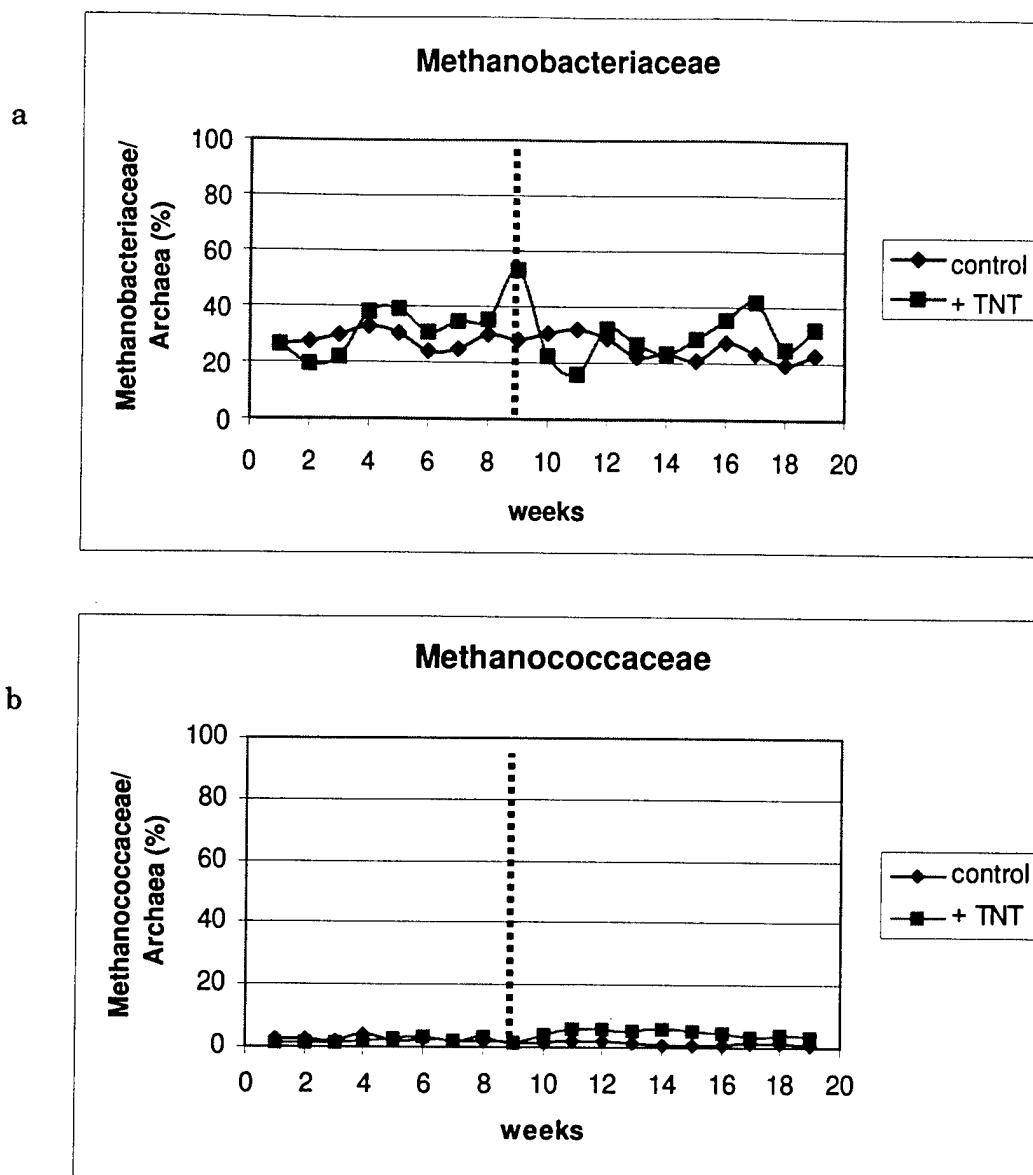 a
Methanobacteriaceae
Methanobacteriaceae/
Archaea (%)
100
80
60
40
20
0
0 2 4 6 8 10 12 14 16 18 20
weeks
control
+ TNT
b
Methanococcaceae
Methanococcaceae/
Archaea (%)
100
80
60
40
20
0
0 2 4 6 8 10 12 14 16 18 20
weeks
control
+ TNT